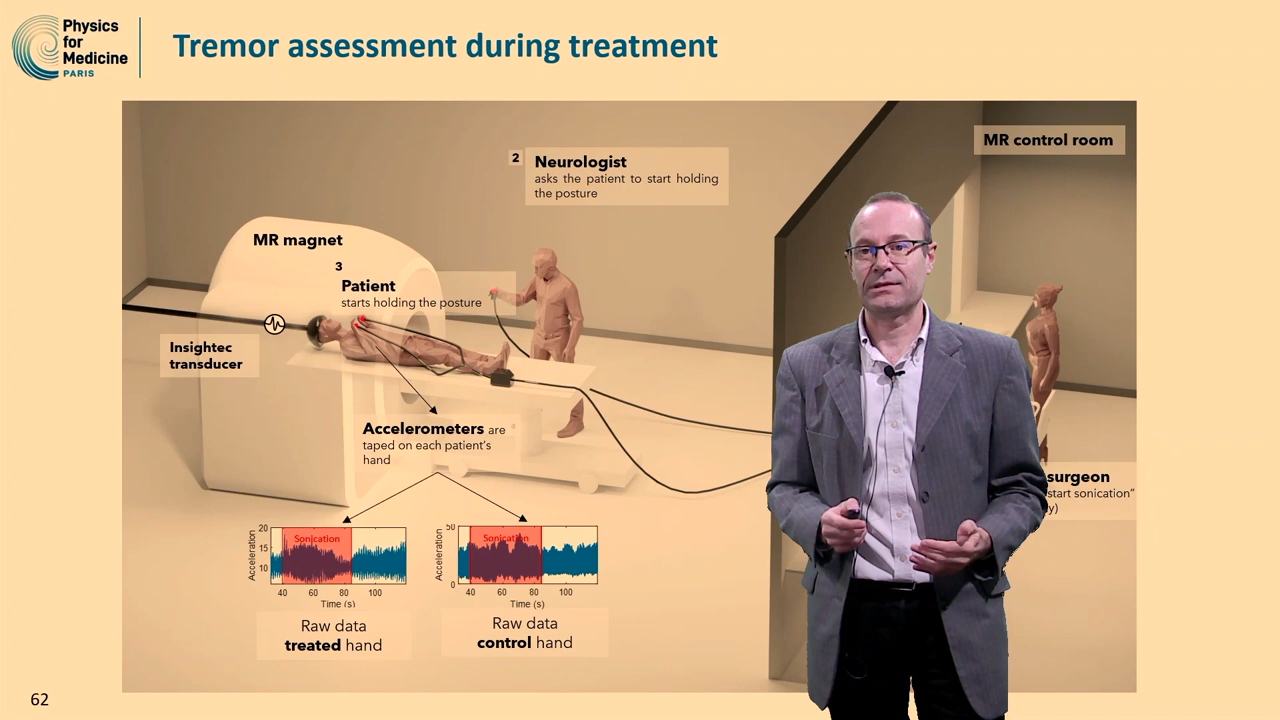 Physics
for
Medicine
PARIS
Tremor assessment during treatment
MR control room
2
Neurologist
asks the patient to start holding
the posture
MR magnet
3
Patient
starts holding the posture
Insightec
transducer
Accelerometers are
taped on each patient's
hand
surgeon
start sonication"
y)
20
15
10
Acceleration
Sonication
40
60
80
100
Time (s)
50
0
Acceleration
Sonication
40
60
80
100
Time (s)
Raw data
treated hand
Raw data
control hand
62